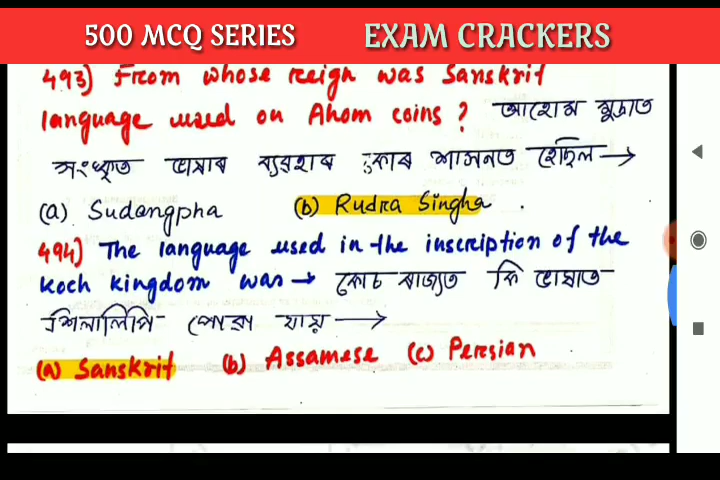 500 MCQ SERIES EXAM CRACKERS
493) From whose reign was Sanskrit
language used on Ahom coins? আহোম মুদ্ৰাত
সংস্কৃত ভাষাৰ ব্যৱহাৰ কোৰ শাসনত হৈছিল →
(a) Sudangpha (b) Rudra Singha.
494) The language used in the inscription of the
Koch kingdom was → কোচ ৰাজ্যত কি ভাষাত
শিলালিপি পোৱা যায় →
(a) Sanskrit (b) Assamese (c) Persian